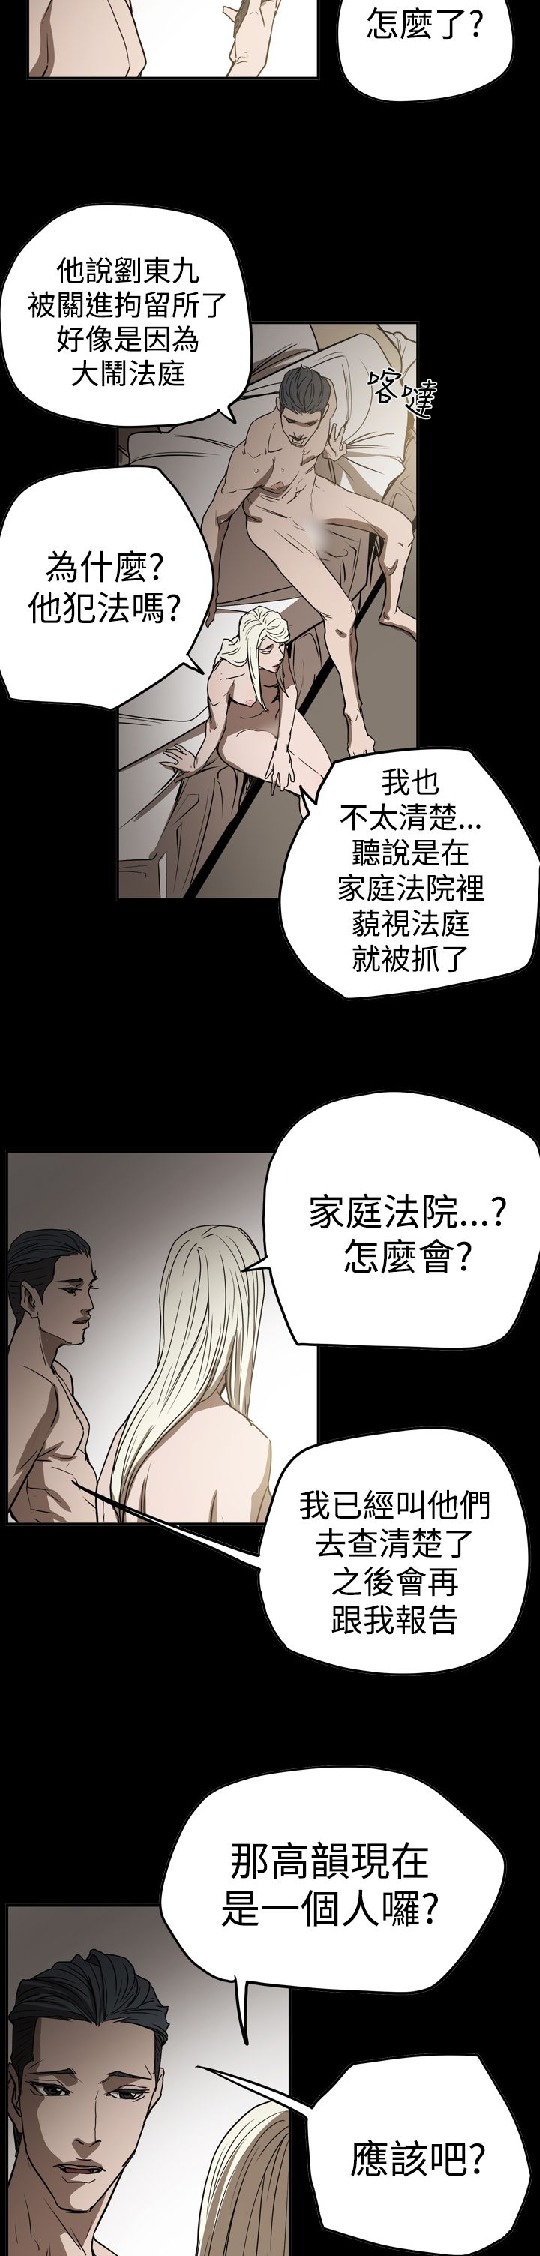 怎麼了?
他說劉東九
被關進拘留所了
好像是因為
大鬧法庭
喀噠
為什麼?
他犯法嗎?
我也
不太清楚...
聽說是在
家庭法院裡
藐視法庭
就被抓了
家庭法院...?
怎麼會?
我已經叫他們
去查清楚了
之後會再
跟我報告
那高韻現在
是一個人囉?
應該吧?